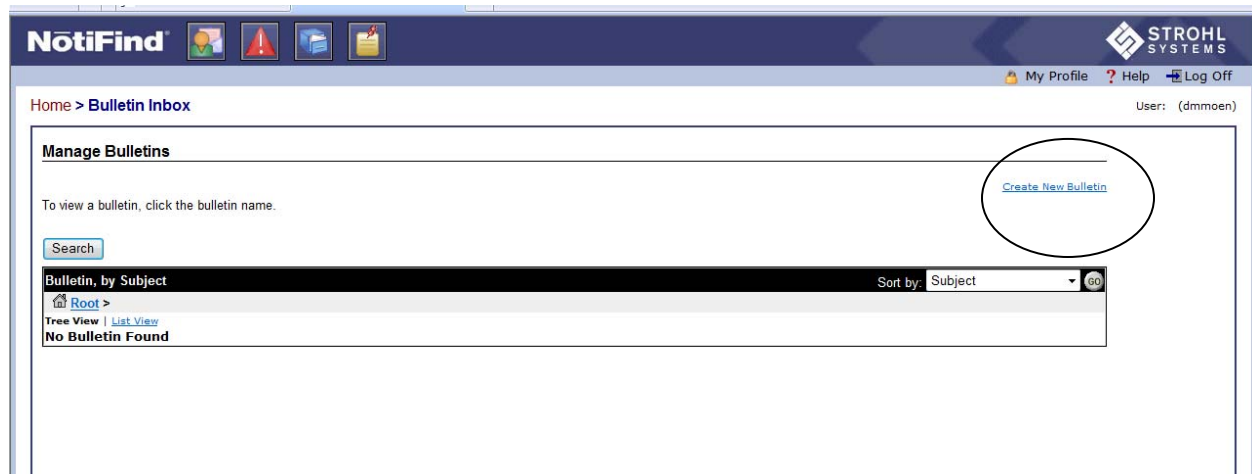 NōtiFind
STROHL
SYSTEMS
My Profile ? Help Log Off
Home > Bulletin Inbox
User: (dmmoen)
Manage Bulletins
Create New Bulletin
To view a bulletin, click the bulletin name.
Search
Bulletin, by Subject Sort by: Subject GO
Root >
Tree View | List View
No Bulletin Found